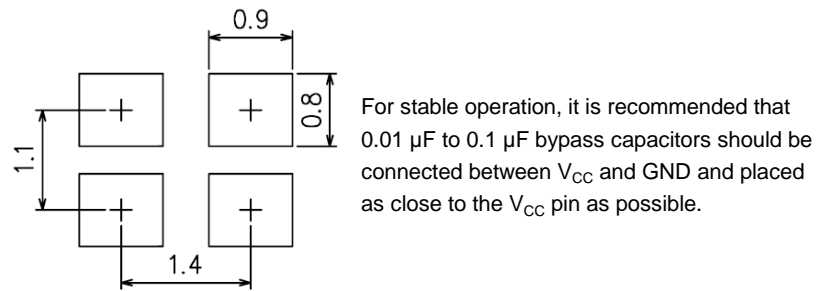 0.9
0.8
1.1
1.4
For stable operation, it is recommended that
0.01 µF to 0.1 µF bypass capacitors should be
connected between VCC and GND and placed
as close to the VCC pin as possible.